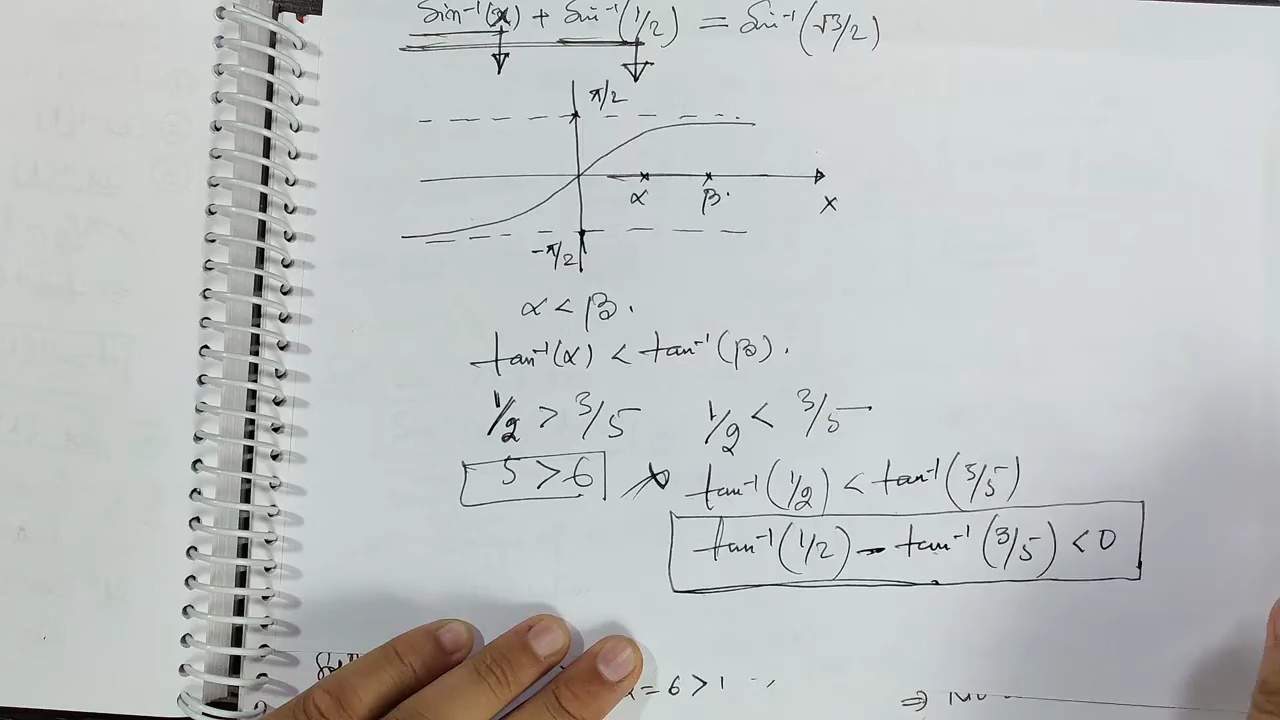 Sin⁻¹(x) + Sin⁻¹(1/2) = Sin⁻¹(√3/2)
π/2
α β.
x
-π/2
α < β.
tan⁻¹(α) < tan⁻¹(β).
1/2 > 3/5 1/2 < 3/5
5 > 6 tan⁻¹(1/2) < tan⁻¹(3/5)
tan⁻¹(1/2) - tan⁻¹(3/5) < 0
= 6 > 1 ⇒